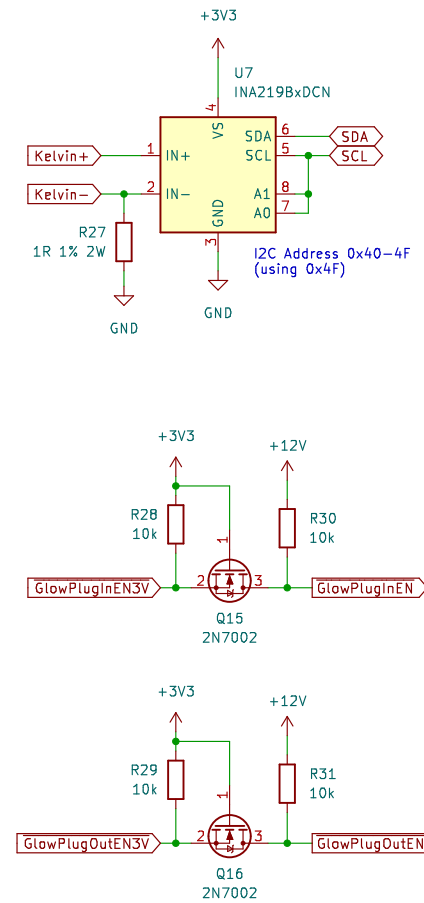 +3V3
U7
INA219BxDCN
4
VS
SDA 6 SDA
Kelvin+ 1 IN+ SCL 5 SCL
Kelvin- 2 IN- A1 8
GND A0 7
R27
1R 1% 2W
3
I2C Address 0x40-4F
(using 0x4F)
GND
GND
+3V3
+12V
R28
10k
R30
10k
1
GlowPlugInEN3V 2 3 GlowPlugInEN
Q15
2N7002
+3V3
+12V
R29
10k
R31
10k
1
GlowPlugOutEN3V 2 3 GlowPlugOutEN
Q16
2N7002